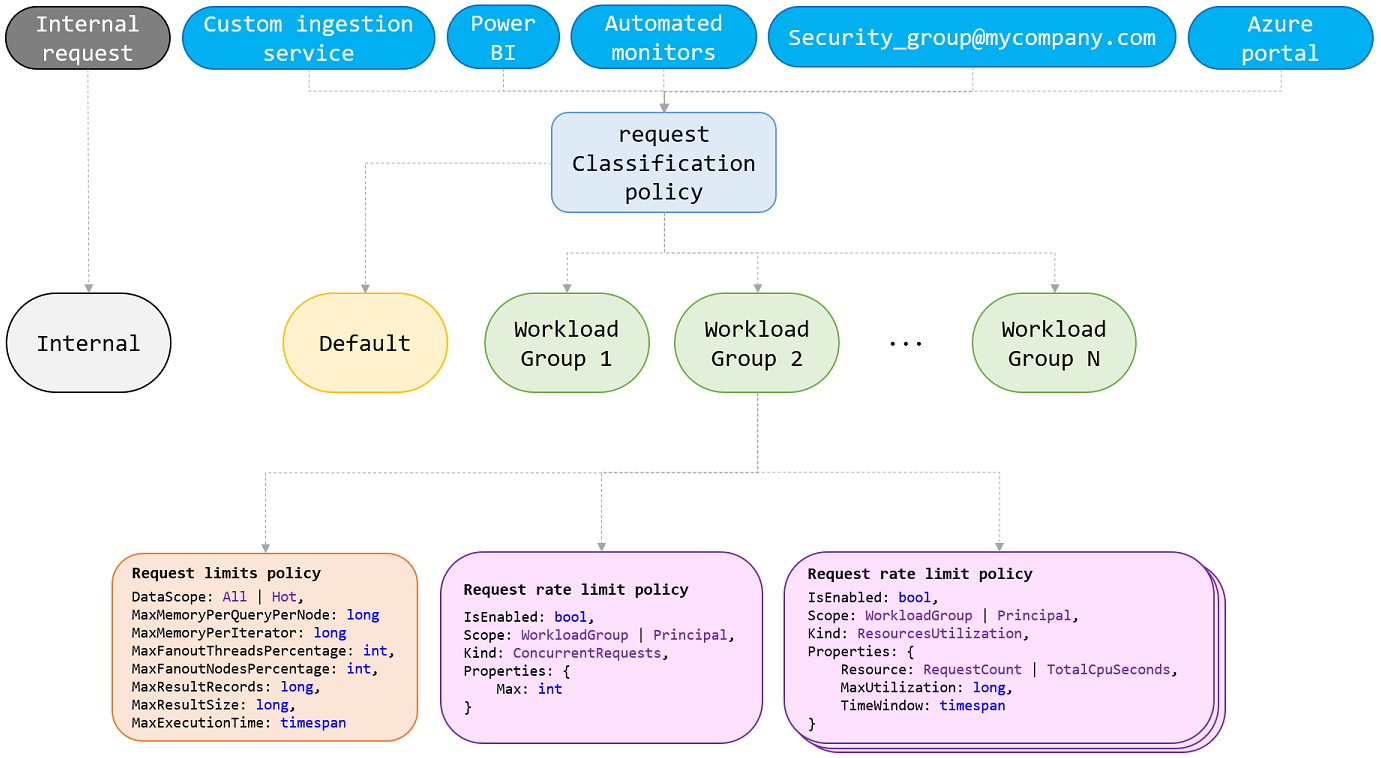 Internal
request
Custom ingestion
service
Power
BI
Automated
monitors
Security_group@mycompany.com
Azure
portal
request
Classification
policy
Internal
Default
Workload
Group 1
Workload
Group 2
...
Workload
Group N
Request limits policy
DataScope: All | Hot,
MaxMemoryPerQueryPerNode: long
MaxMemoryPerIterator: long
MaxFanoutThreadsPercentage: int,
MaxFanoutNodesPercentage: int,
MaxResultRecords: long,
MaxResultSize: long,
MaxExecutionTime: timespan
Request rate limit policy
IsEnabled: bool,
Scope: WorkloadGroup | Principal,
Kind: ConcurrentRequests,
Properties: {
Max: int
}
Request rate limit policy
IsEnabled: bool,
Scope: WorkloadGroup | Principal,
Kind: ResourcesUtilization,
Properties: {
Resource: RequestCount | TotalCpuSeconds,
MaxUtilization: long,
TimeWindow: timespan
}